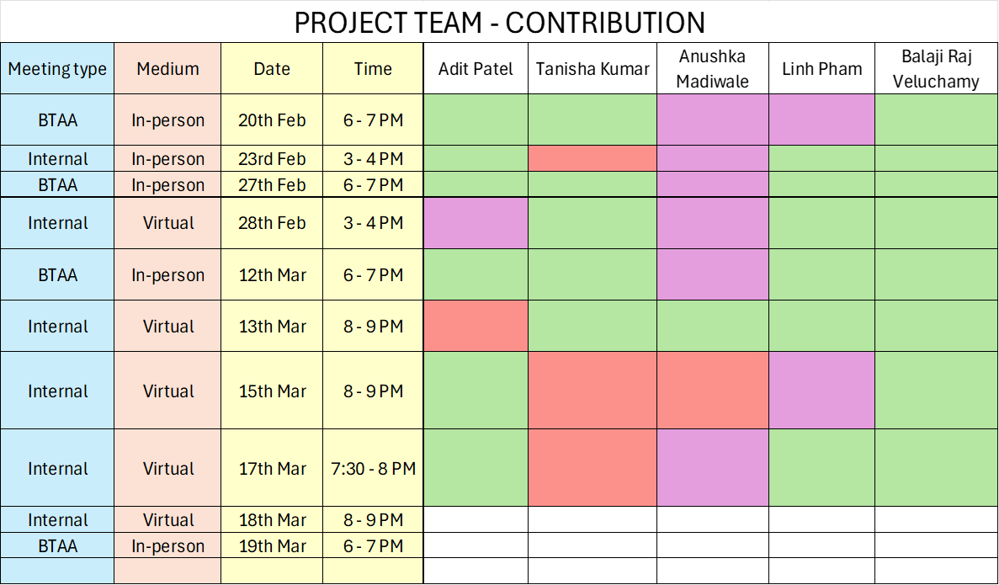 PROJECT TEAM - CONTRIBUTION
Meeting type Medium Date Time Adit Patel Tanisha Kumar Anushka Madiwale Linh Pham Balaji Raj Veluchamy
BTAA In-person 20th Feb 6 - 7 PM
Internal In-person 23rd Feb 3 - 4 PM
BTAA In-person 27th Feb 6 - 7 PM
Internal Virtual 28th Feb 3 - 4 PM
BTAA In-person 12th Mar 6 - 7 PM
Internal Virtual 13th Mar 8 - 9 PM
Internal Virtual 15th Mar 8 - 9 PM
Internal Virtual 17th Mar 7:30 - 8 PM
Internal Virtual 18th Mar 8 - 9 PM
BTAA In-person 19th Mar 6 - 7 PM